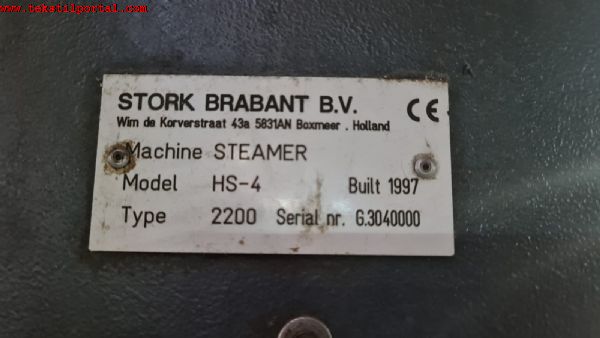 www.tekstilportal.com
STORK BRABANT B.V. CE
Wim de Korverstraat 43a 5831AN Boxmeer . Holland
Machine STEAMER
Model HS-4 Built 1997
Type 2200 Serial nr. G.3040000